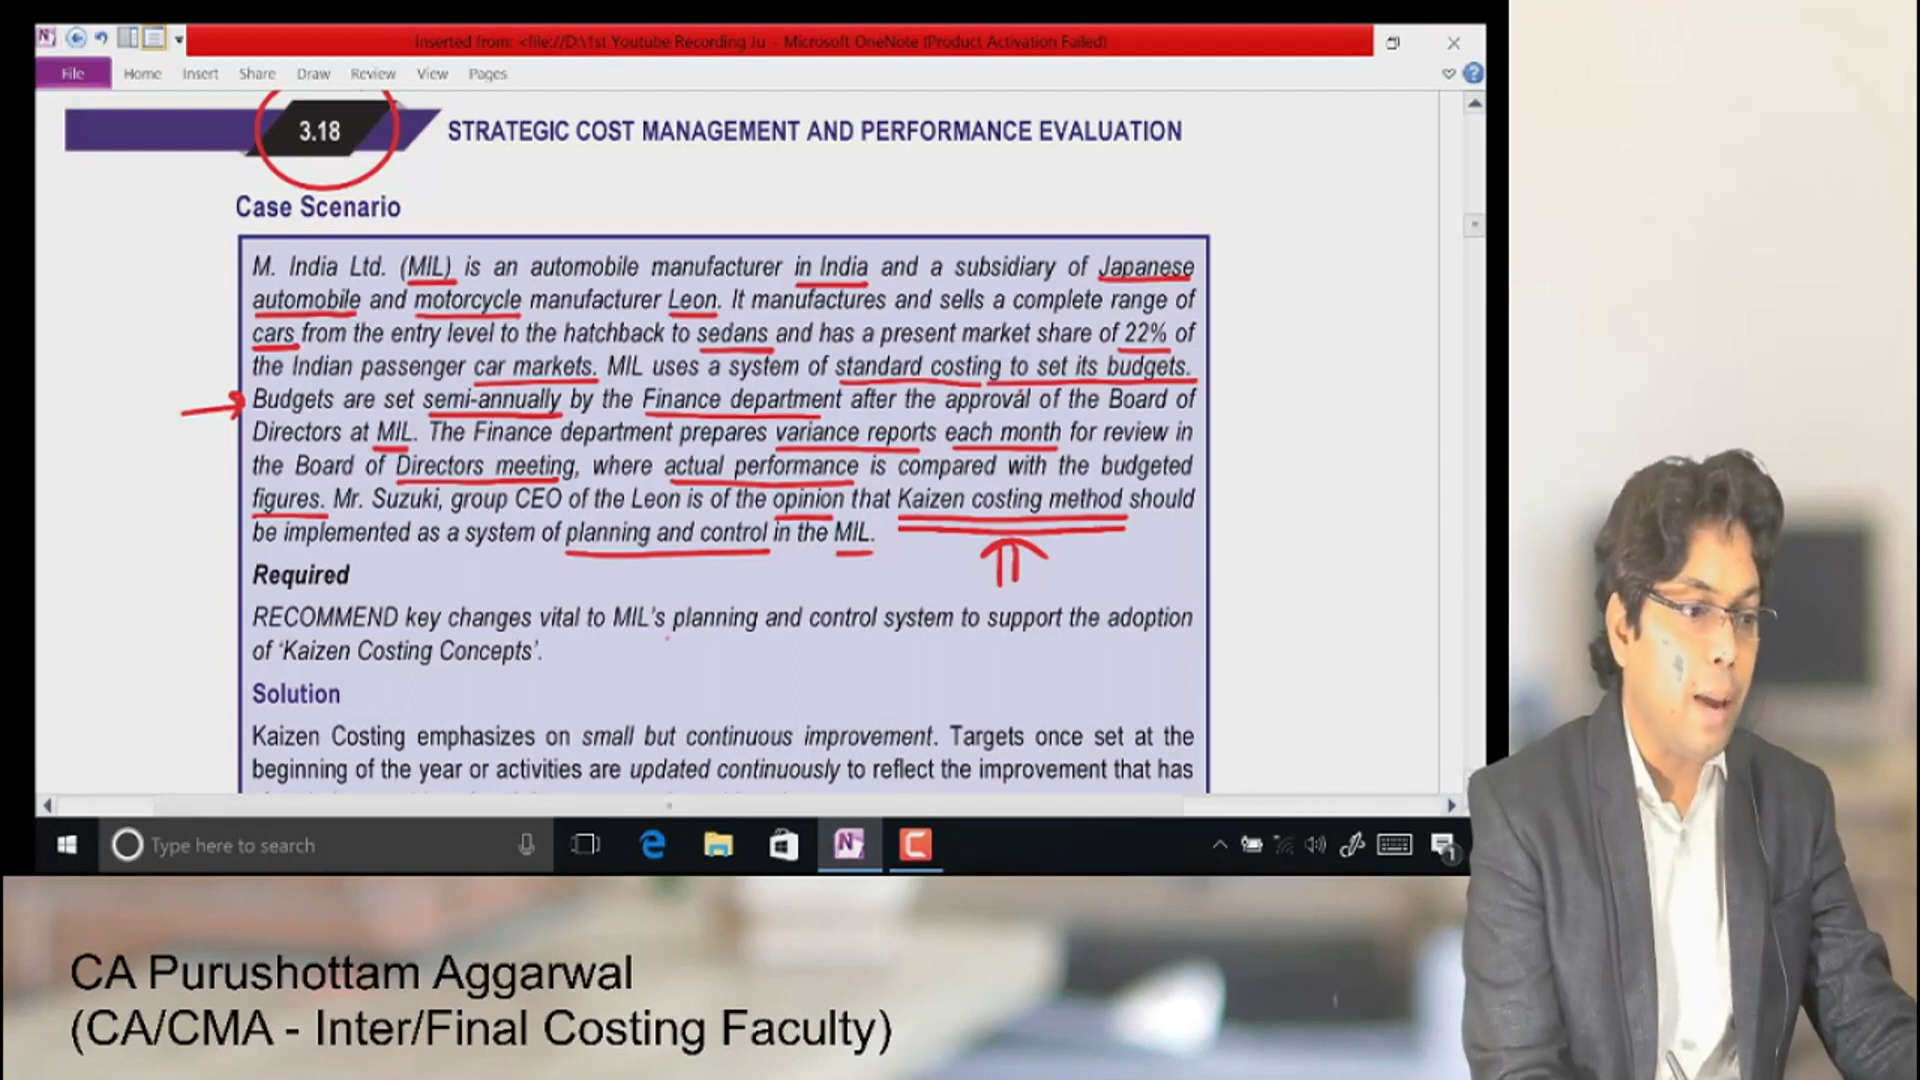 Inserted from: <file://D:\1st Youtube Recording Ju - Microsoft OneNote (Product Activation Failed)
File Home Insert Share Draw Review View Pages
3.18 STRATEGIC COST MANAGEMENT AND PERFORMANCE EVALUATION
Case Scenario
M. India Ltd. (MIL) is an automobile manufacturer in India and a subsidiary of Japanese
automobile and motorcycle manufacturer Leon. It manufactures and sells a complete range of
cars from the entry level to the hatchback to sedans and has a present market share of 22% of
the Indian passenger car markets. MIL uses a system of standard costing to set its budgets.
Budgets are set semi-annually by the Finance department after the approval of the Board of
Directors at MIL. The Finance department prepares variance reports each month for review in
the Board of Directors meeting, where actual performance is compared with the budgeted
figures. Mr. Suzuki, group CEO of the Leon is of the opinion that Kaizen costing method should
be implemented as a system of planning and control in the MIL.
Required
RECOMMEND key changes vital to MIL's planning and control system to support the adoption
of 'Kaizen Costing Concepts'.
Solution
Kaizen Costing emphasizes on small but continuous improvement. Targets once set at the
beginning of the year or activities are updated continuously to reflect the improvement that has
Type here to search
1
CA Purushottam Aggarwal
(CA/CMA - Inter/Final Costing Faculty)